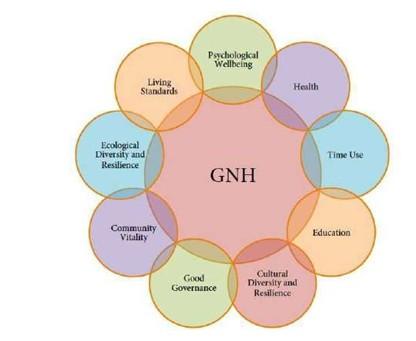 Psychological
Wellbeing
Health
Time Use
Education
Cultural
Diversity and
Resilience
Good
Governance
Community
Vitality
Ecological
Diversity and
Resilience
Living
Standards
GNH